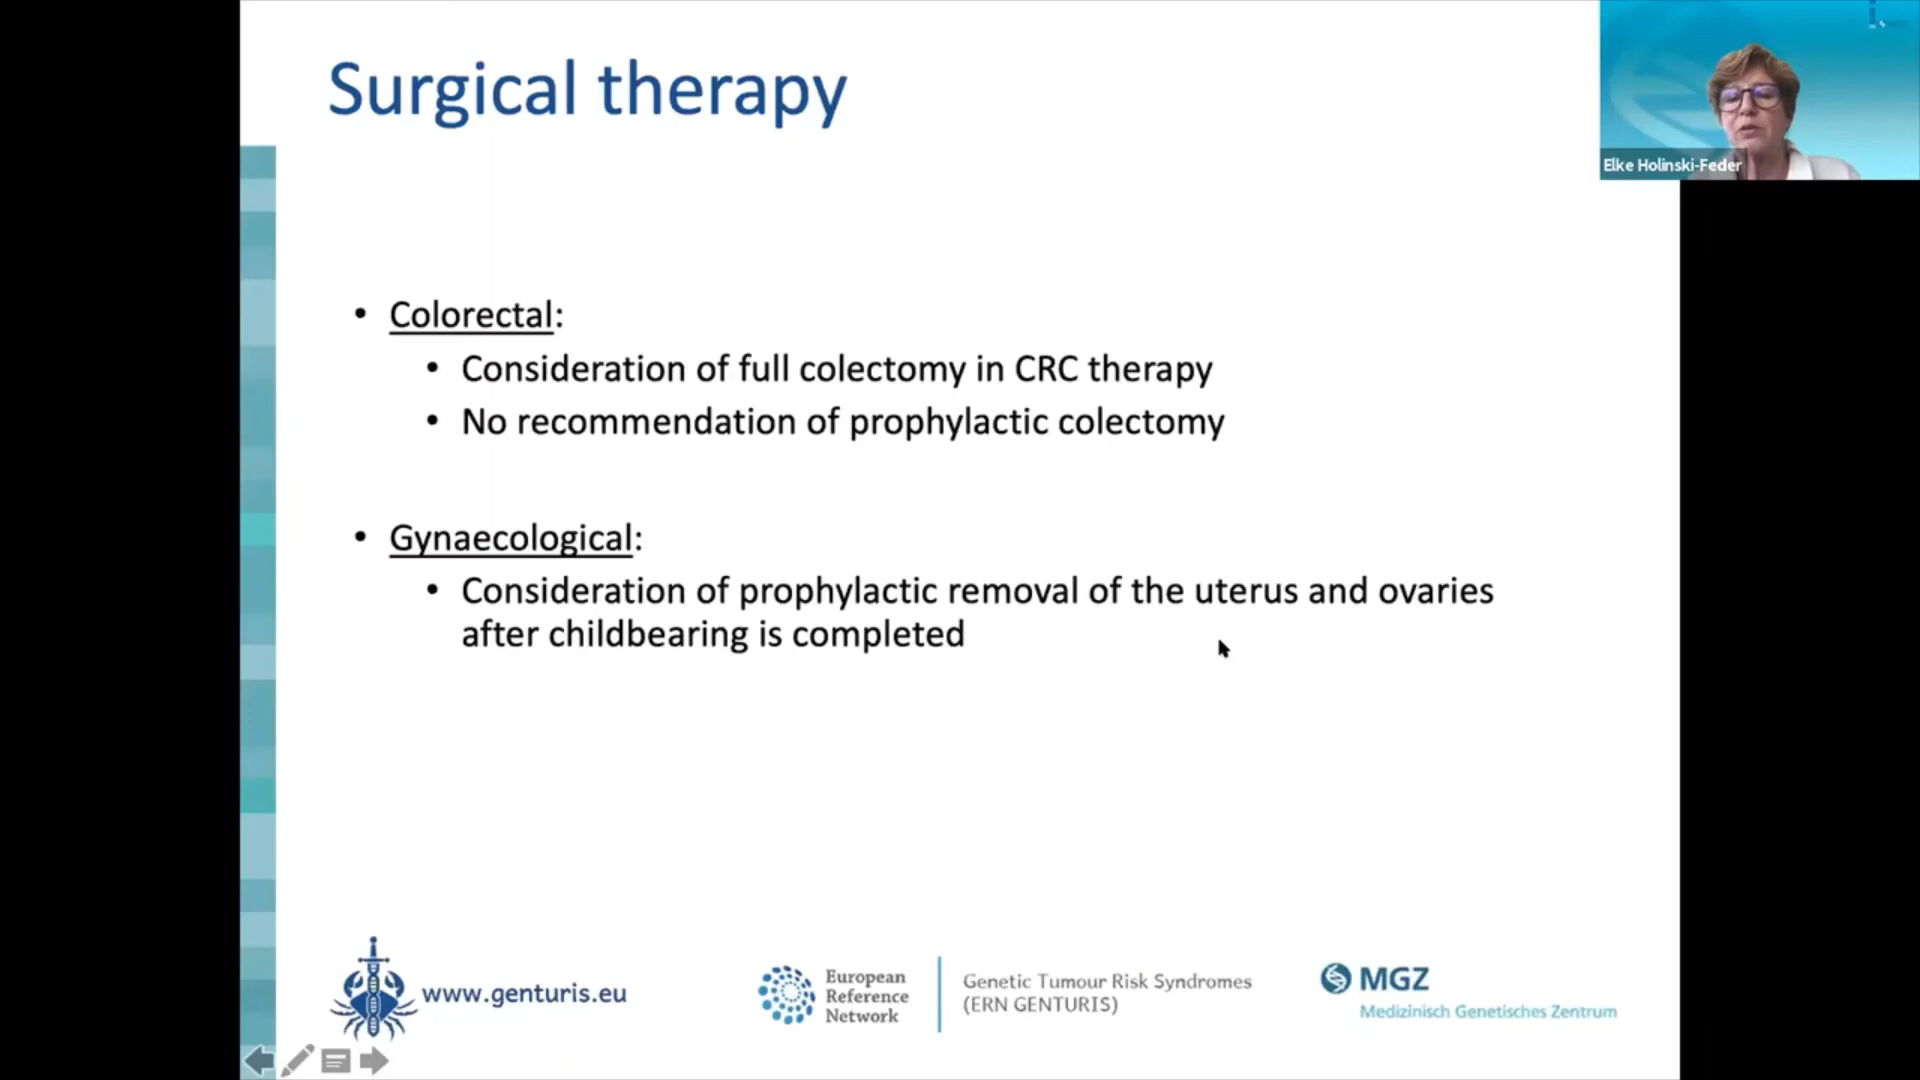 Surgical therapy
Elke Holinski-Feder
• Colorectal:
• Consideration of full colectomy in CRC therapy
• No recommendation of prophylactic colectomy
• Gynaecological:
• Consideration of prophylactic removal of the uterus and ovaries
after childbearing is completed
www.genturis.eu
European
Reference
Network
Genetic Tumour Risk Syndromes
(ERN GENTURIS)
MGZ
Medizinisch Genetisches Zentrum